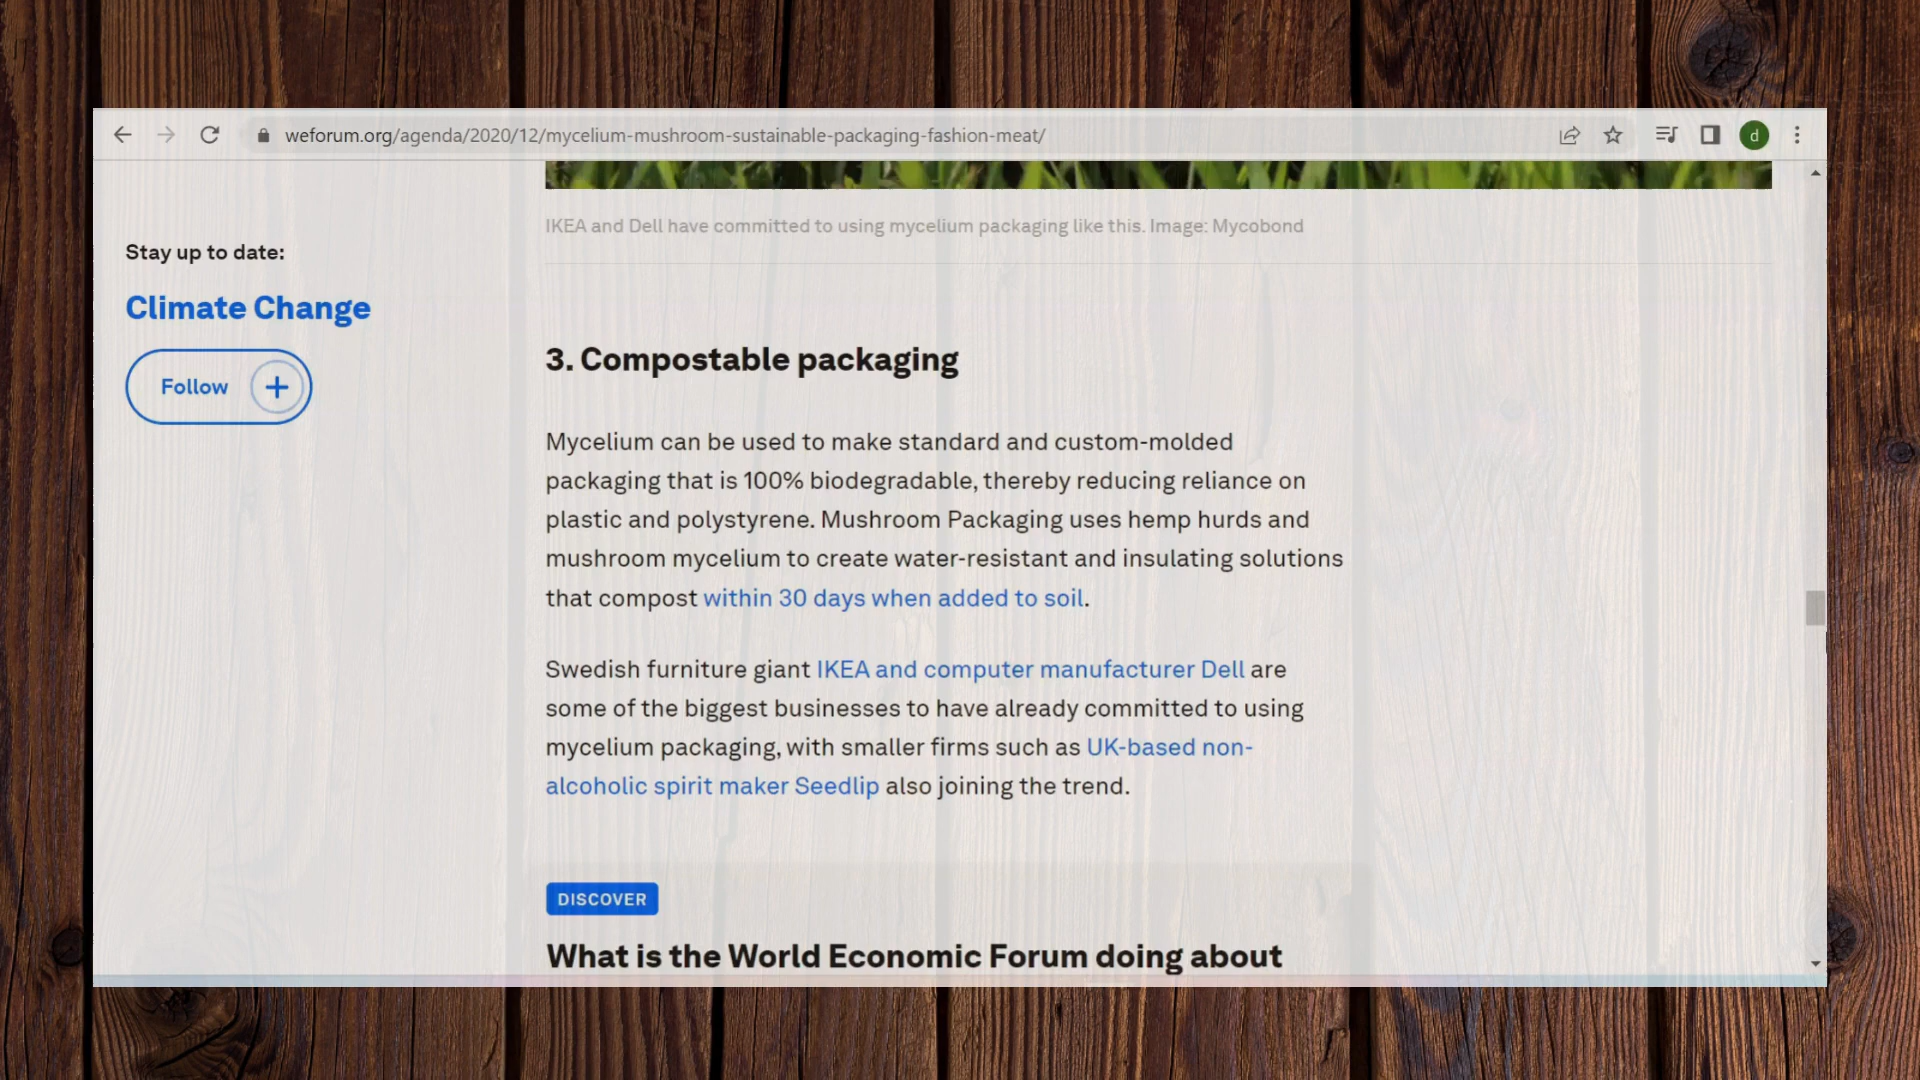 weforum.org/agenda/2020/12/mycelium-mushroom-sustainable-packaging-fashion-meat/
d
IKEA and Dell have committed to using mycelium packaging like this. Image: Mycobond
Stay up to date:
Climate Change
Follow
3. Compostable packaging
Mycelium can be used to make standard and custom-molded
packaging that is 100% biodegradable, thereby reducing reliance on
plastic and polystyrene. Mushroom Packaging uses hemp hurds and
mushroom mycelium to create water-resistant and insulating solutions
that compost within 30 days when added to soil.
Swedish furniture giant IKEA and computer manufacturer Dell are
some of the biggest businesses to have already committed to using
mycelium packaging, with smaller firms such as UK-based non-
alcoholic spirit maker Seedlip also joining the trend.
DISCOVER
What is the World Economic Forum doing about